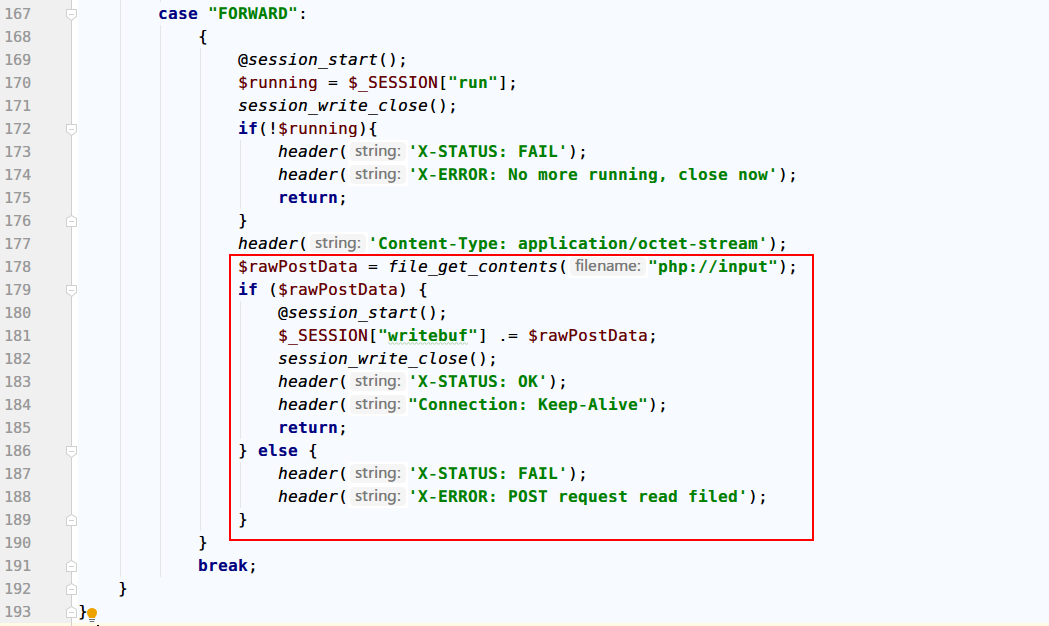 167 case "FORWARD":
168 {
169 @session_start();
170 $running = $_SESSION["run"];
171 session_write_close();
172 if(!$running){
173 header( string: 'X-STATUS: FAIL');
174 header( string: 'X-ERROR: No more running, close now');
175 return;
176 }
177 header( string: 'Content-Type: application/octet-stream');
178 $rawPostData = file_get_contents( filename: "php://input");
179 if ($rawPostData) {
180 @session_start();
181 $_SESSION["writebuf"] .= $rawPostData;
182 session_write_close();
183 header( string: 'X-STATUS: OK');
184 header( string: "Connection: Keep-Alive");
185 return;
186 } else {
187 header( string: 'X-STATUS: FAIL');
188 header( string: 'X-ERROR: POST request read filed');
189 }
190 }
191 break;
192 }
193 }